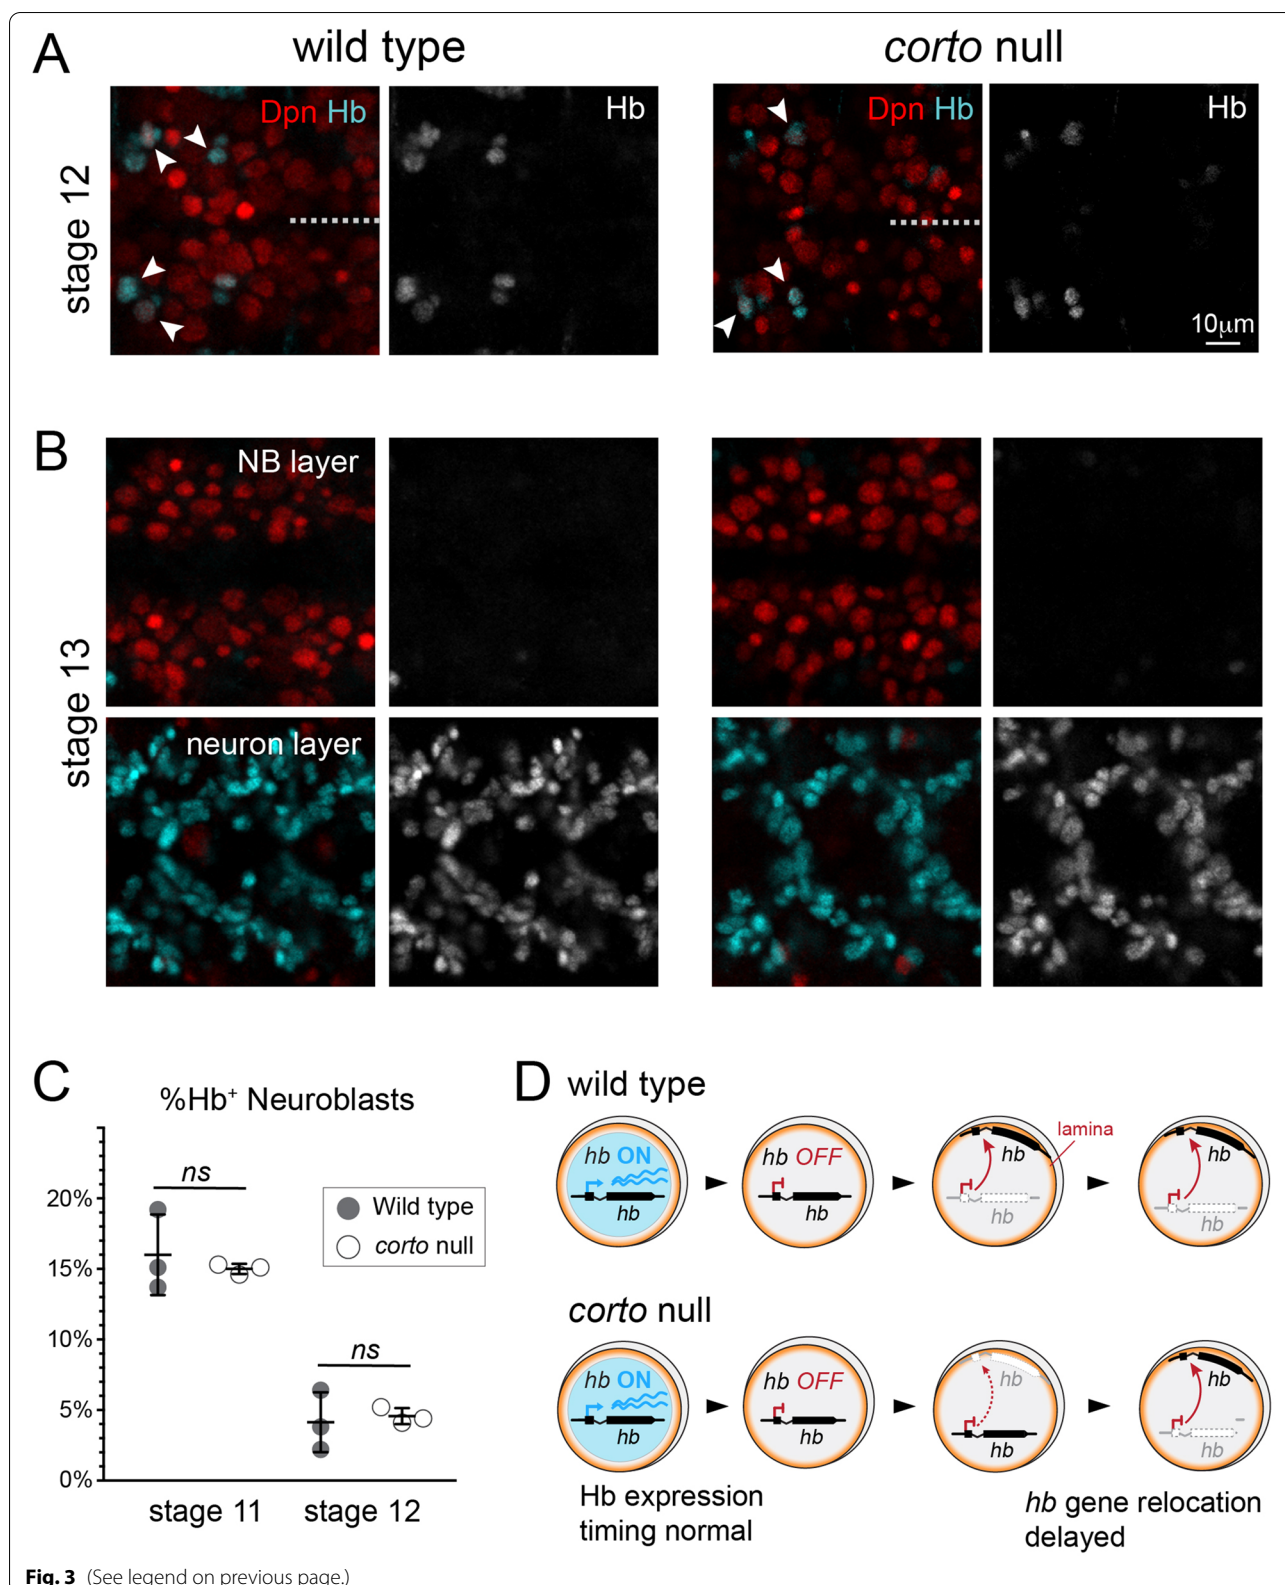 A
wild type
corto null
stage 12
Dpn Hb
Hb
Dpn Hb
Hb
10μm
B
stage 13
NB layer
neuron layer
C
%Hb+ Neuroblasts
20%
15%
10%
5%
0%
ns
ns
Wild type
corto null
stage 11
stage 12
D
wild type
hb ON
hb
hb OFF
hb
hb
hb
lamina
hb
hb
corto null
hb ON
hb
hb OFF
hb
hb
hb
hb
hb
Hb expression
timing normal
hb gene relocation
delayed
Fig. 3 (See legend on previous page.)